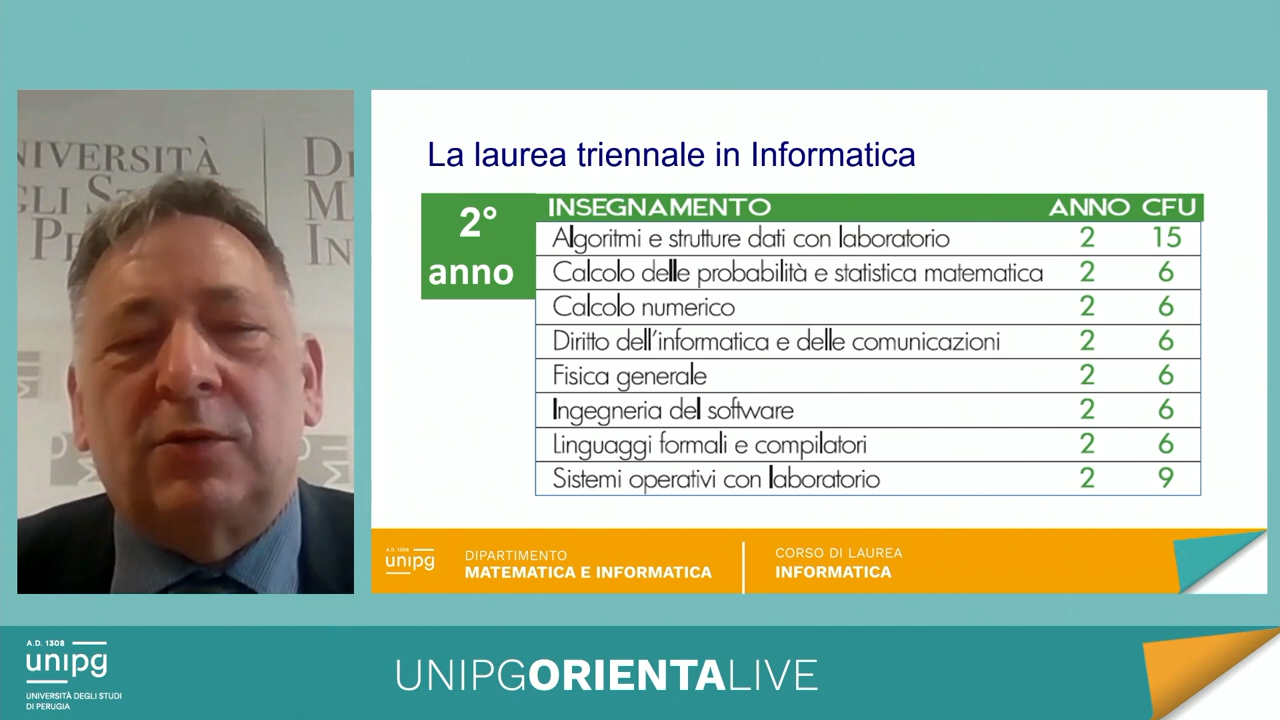 La laurea triennale in Informatica
2°
anno
INSEGNAMENTO ANNO CFU
Algoritmi e strutture dati con laboratorio 2 15
Calcolo delle probabilità e statistica matematica 2 6
Calcolo numerico 2 6
Diritto dell'informatica e delle comunicazioni 2 6
Fisica generale 2 6
Ingegneria del software 2 6
Linguaggi formali e compilatori 2 6
Sistemi operativi con laboratorio 2 9
A.D. 1308
unipg
DIPARTIMENTO
MATEMATICA E INFORMATICA
CORSO DI LAUREA
INFORMATICA
A.D. 1308
unipg
UNIVERSITÀ DEGLI STUDI
DI PERUGIA
UNIPGORIENTALIVE